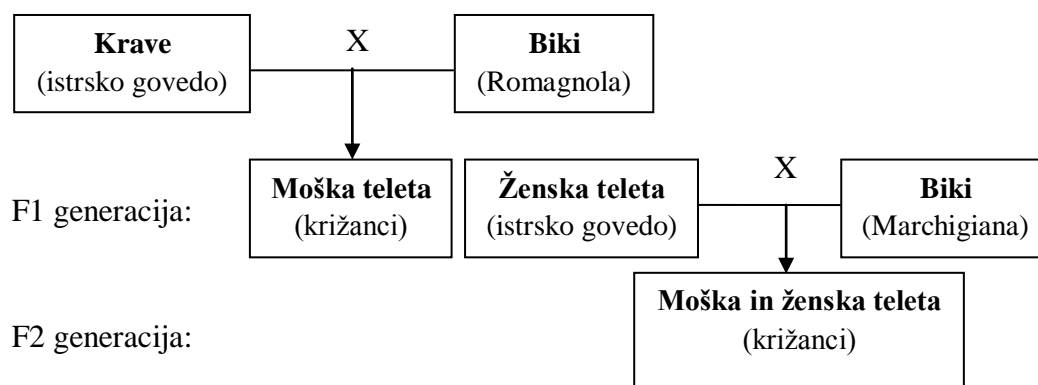 Krave
(istrsko govedo)
X
Biki
(Romagnola)
F1 generacija:
Moška teleta
(križanci)
Ženska teleta
(istrsko govedo)
X
Biki
(Marchigiana)
F2 generacija:
Moška in ženska teleta
(križanci)